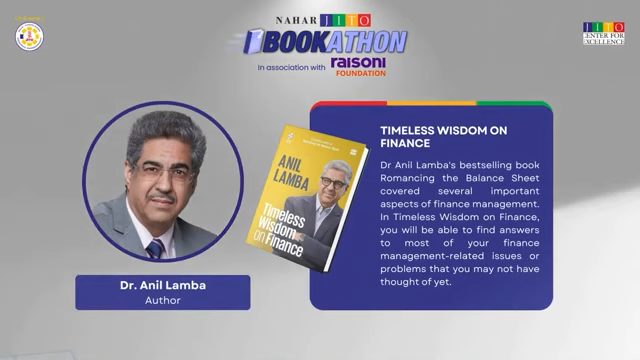 NAHAR JITO
BOOKATHON
In association with raisoni
FOUNDATION
JITO
CENTER FOR
EXCELLENCE
TIMELESS WISDOM ON
FINANCE
Dr Anil Lamba's bestselling book
Romancing the Balance Sheet
covered several important
aspects of finance management.
In Timeless Wisdom on Finance,
you will be able to find answers
to most of your finance
management-related issues or
problems that you may not have
thought of yet.
ANIL
LAMBA
Timeless
Wisdom
on Finance
Dr. Anil Lamba
Author